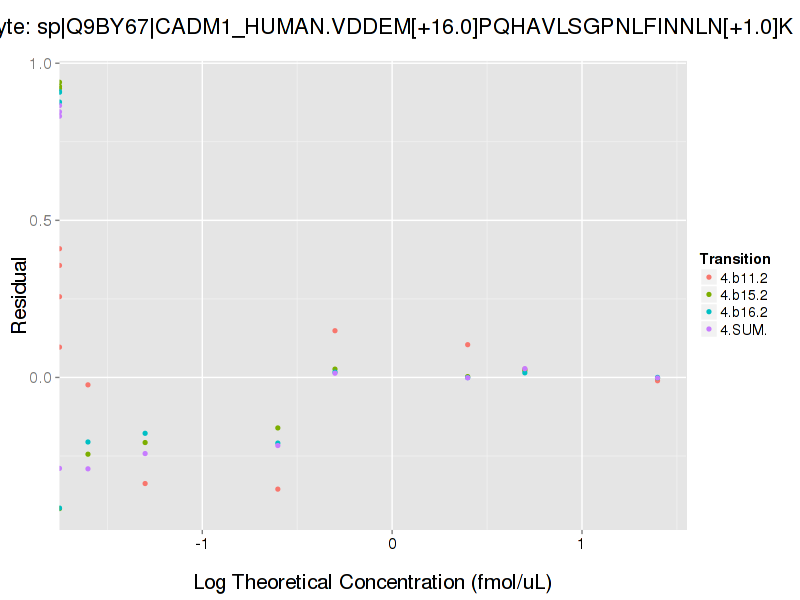 yte: sp|Q9BY67|CADM1_HUMAN.VDDEM[+16.0]PQHAVLSGPNLFINNLN[+1.0]K
1.0
0.5
0.0
Residual
-1 0 1
Log Theoretical Concentration (fmol/uL)
Transition
4.b11.2
4.b15.2
4.b16.2
4.SUM.